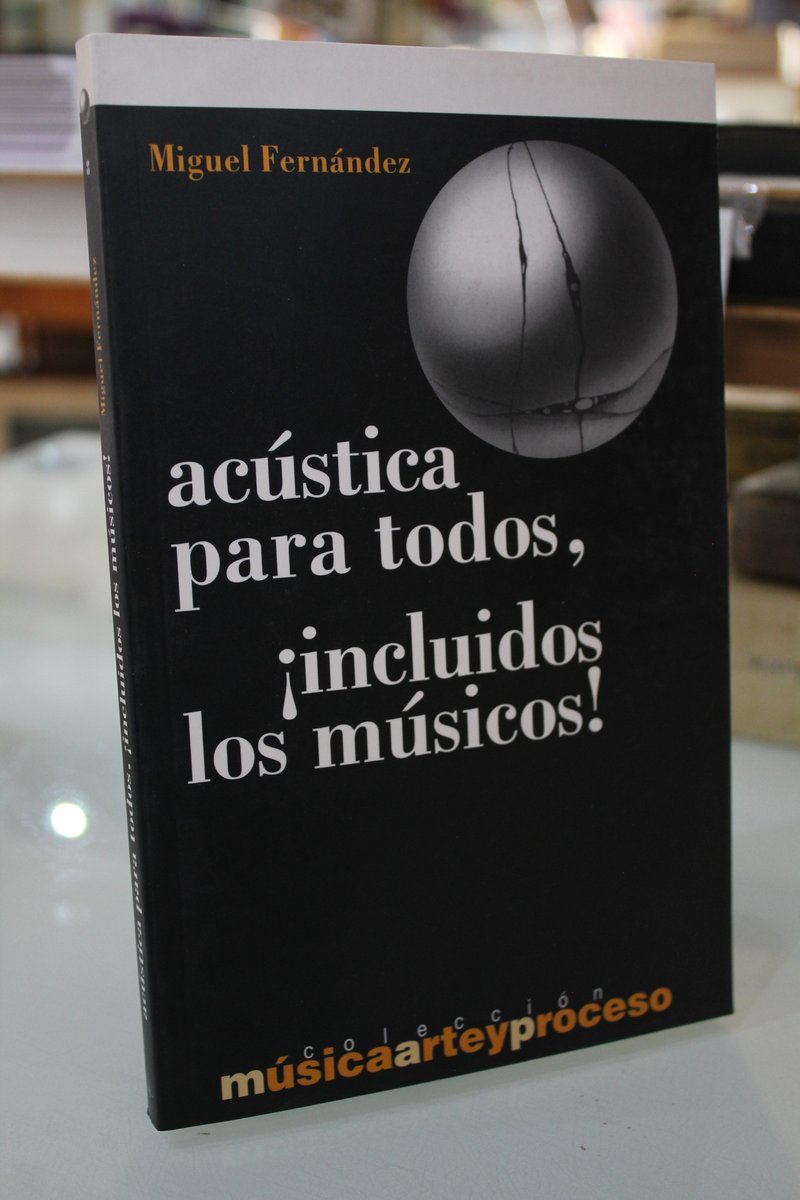 Miguel Fernández
acústica
para todos,
¡incluidos
los músicos!
colección
músicaarteyproceso
acústica para todos, ¡incluidos los músicos!
Miguel Fernández